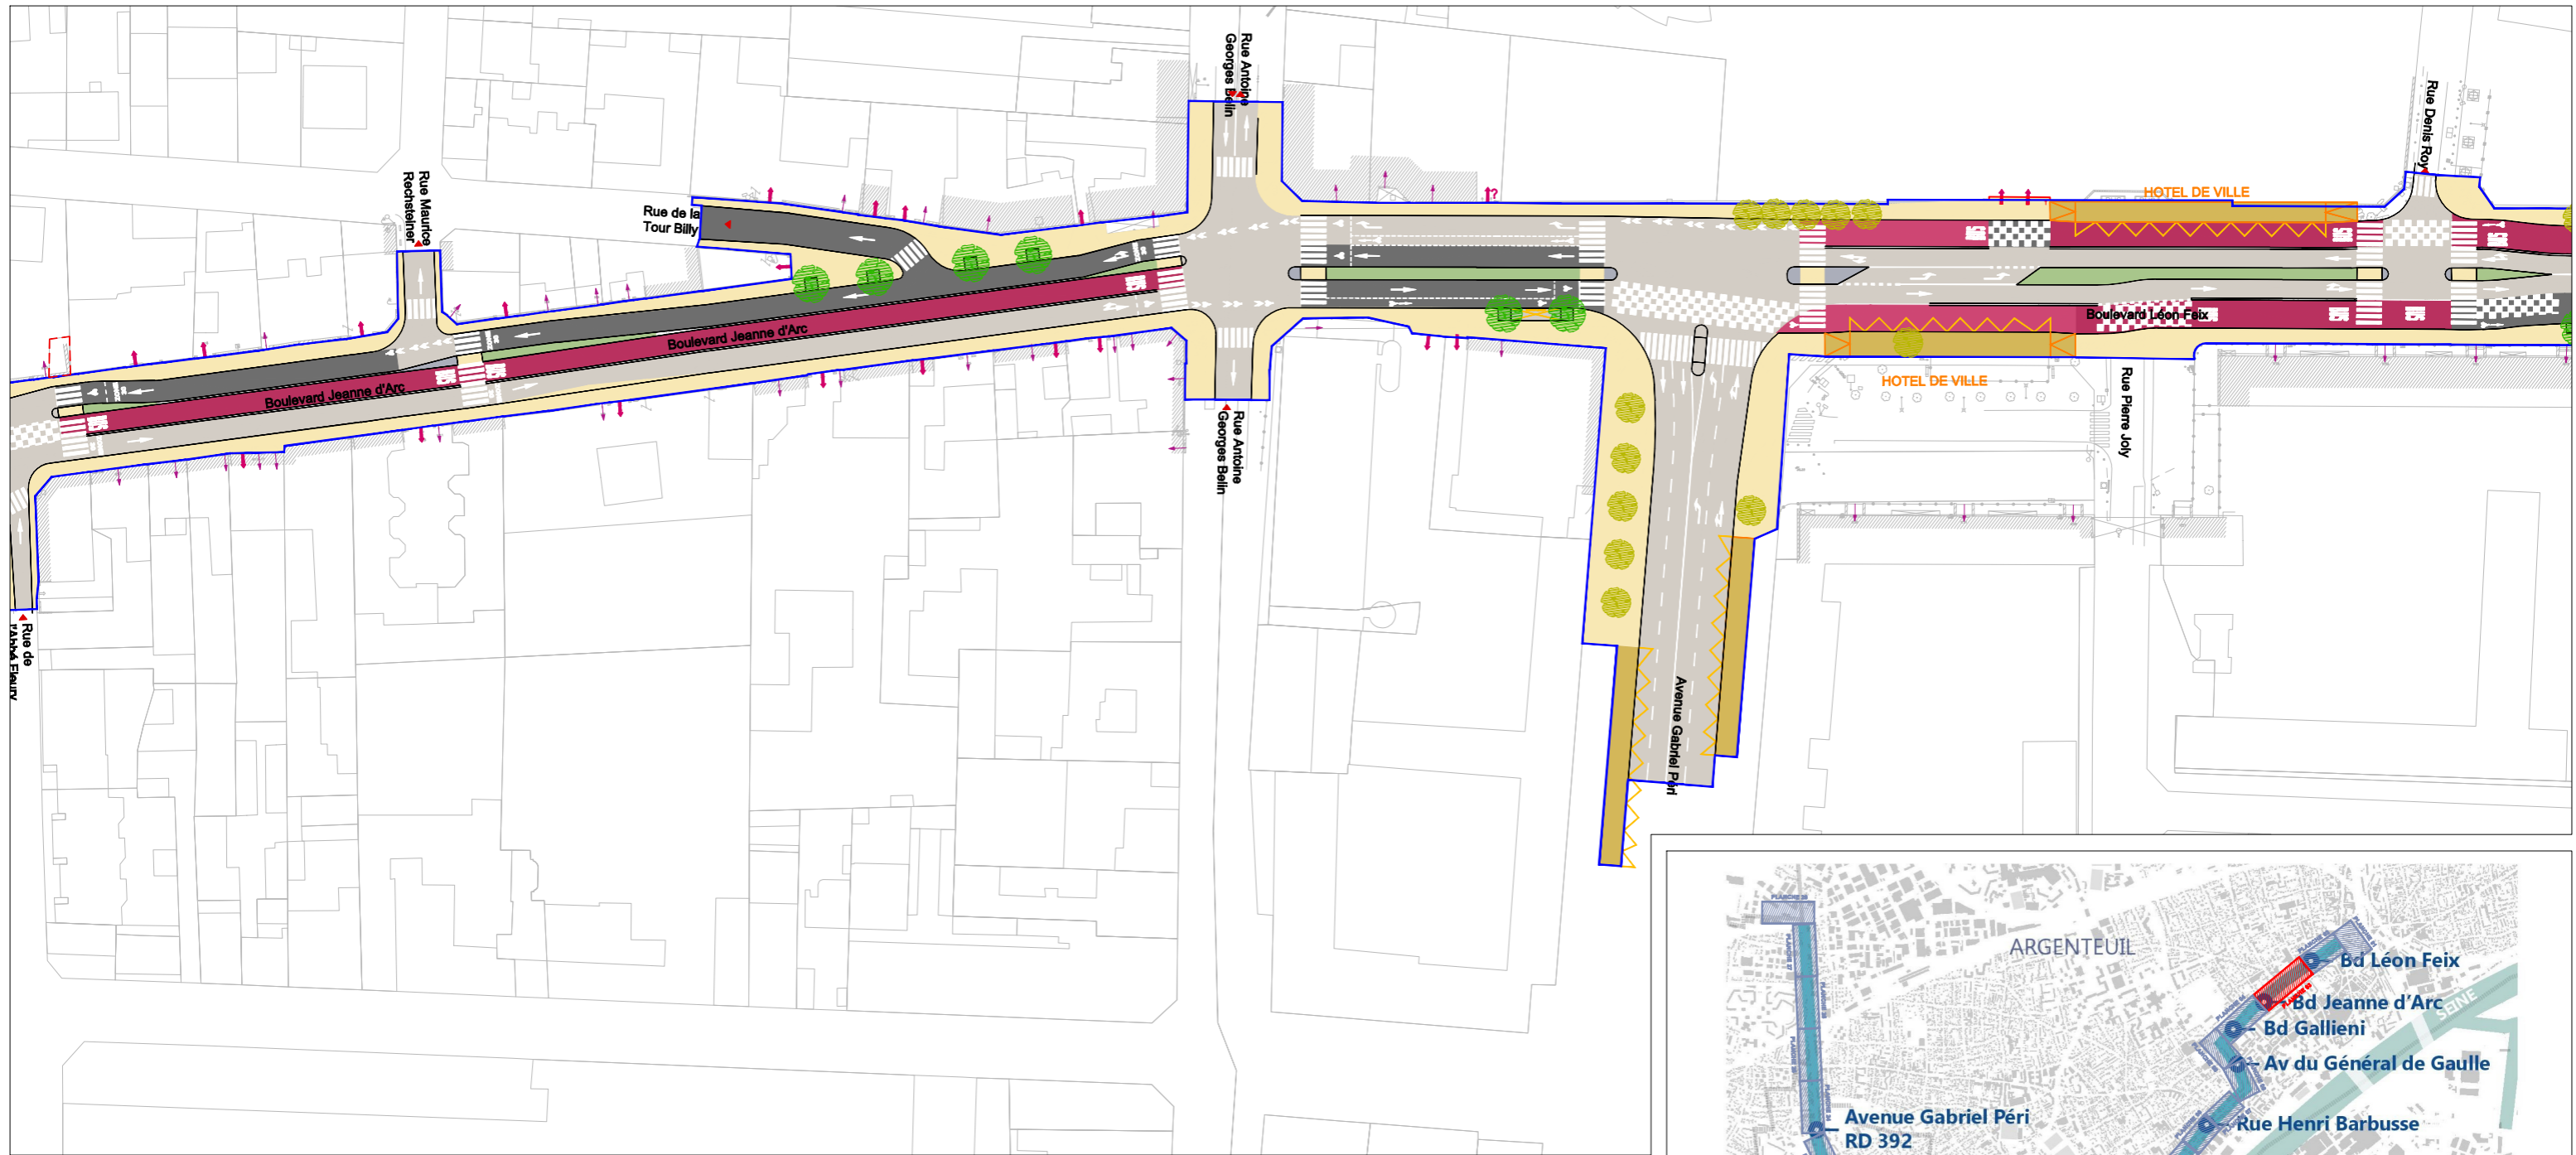 Rue Antoine
Georges Belin
Rue Denis Roy
Rue Maurice
Rechsteiner
HOTEL DE VILLE
?
Rue de la
Tour Billy
Boulevard Léon Feix
Boulevard Jeanne d'Arc
Boulevard Jeanne d'Arc
HOTEL DE VILLE
Rue Pierre Joly
Rue Antoine
Georges Belin
Rue de
l'Abbé Fleury
Avenue Gabriel Péri
ARGENTEUIL
Bd Léon Feix
Bd Jeanne d'Arc
SEINE
Bd Gallieni
Av du Général de Gaulle
Avenue Gabriel Péri
RD 392
Rue Henri Barbusse